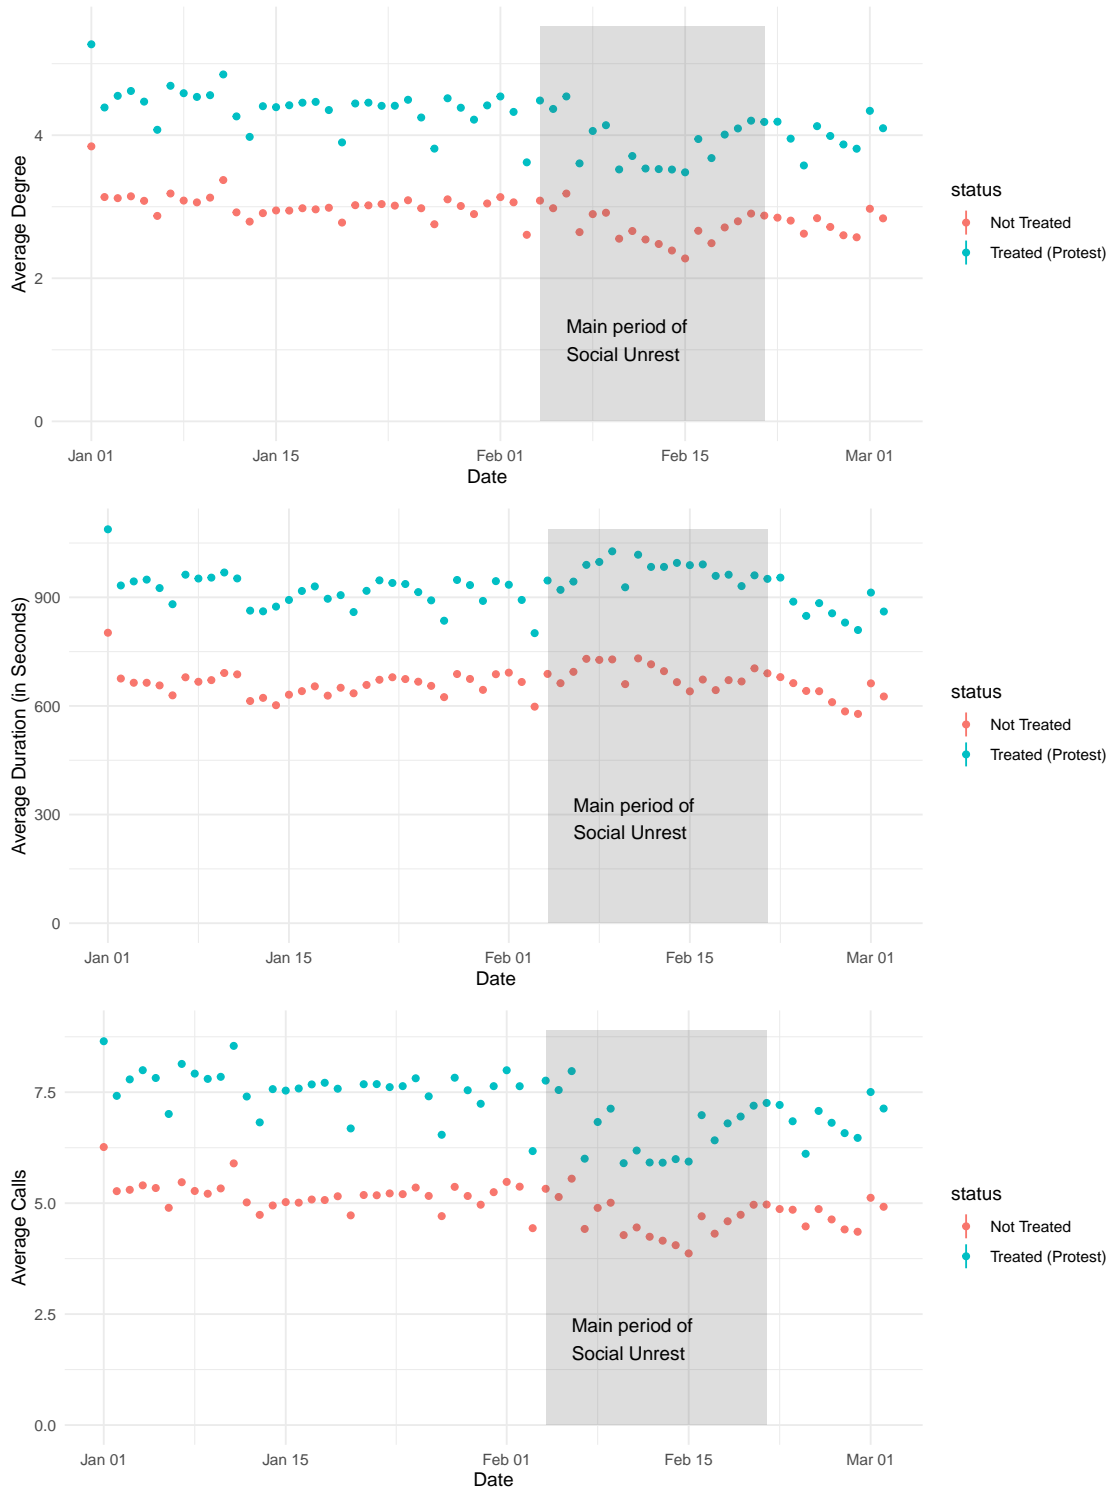 Average Degree
4
2
0
Main period of
Social Unrest
Jan 01
Jan 15
Feb 01
Feb 15
Mar 01
Date
status
Not Treated
Treated (Protest)
Average Duration (in Seconds)
900
600
300
0
Main period of
Social Unrest
Jan 01
Jan 15
Feb 01
Feb 15
Mar 01
Date
status
Not Treated
Treated (Protest)
Average Calls
7.5
5.0
2.5
0.0
Main period of
Social Unrest
Jan 01
Jan 15
Feb 01
Feb 15
Mar 01
Date
status
Not Treated
Treated (Protest)